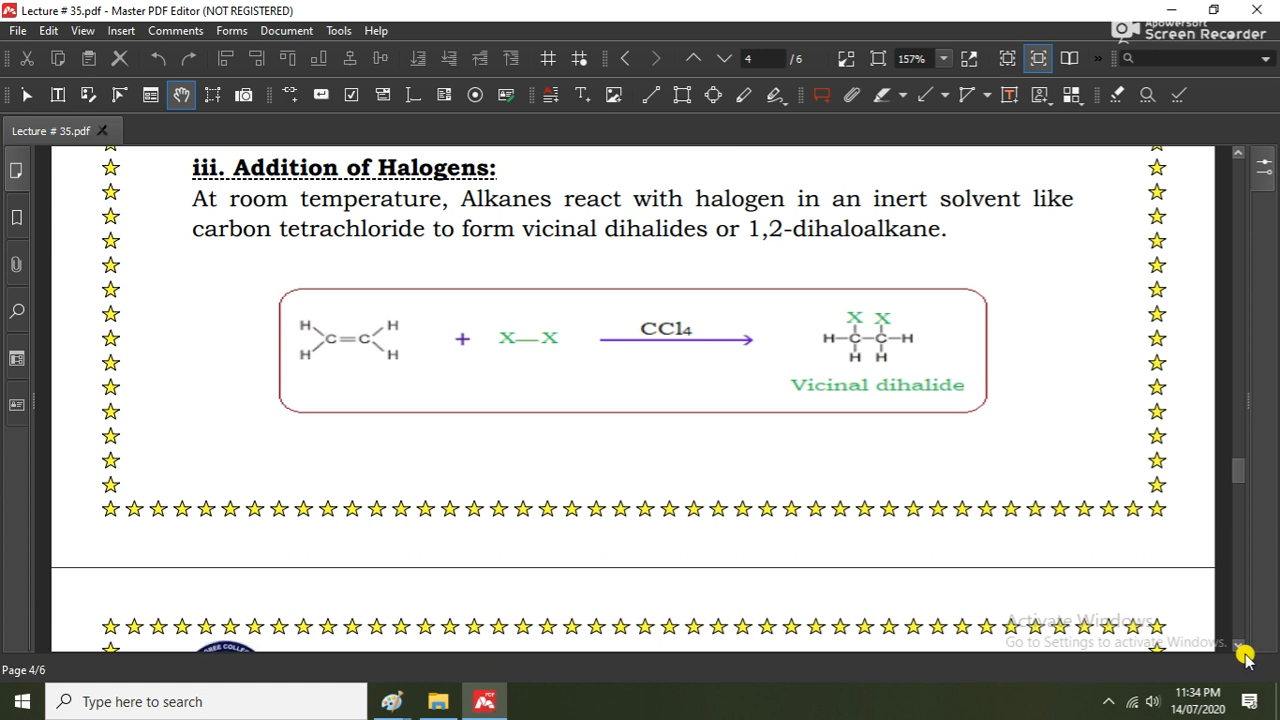 Lecture # 35.pdf - Master PDF Editor (NOT REGISTERED)
File Edit View Insert Comments Forms Document Tools Help
Apowersoft
Screen Recorder
4 / 6
157%
Lecture # 35.pdf
iii. Addition of Halogens:
At room temperature, Alkanes react with halogen in an inert solvent like
carbon tetrachloride to form vicinal dihalides or 1,2-dihaloalkane.
H H X X
C=C + X—X CCl4 H—C—C—H
H H H H
Vicinal dihalide
REE COLLE
Activate Windows
Go to Settings to activate Windows.
Page 4/6
Type here to search
11:34 PM
14/07/2020